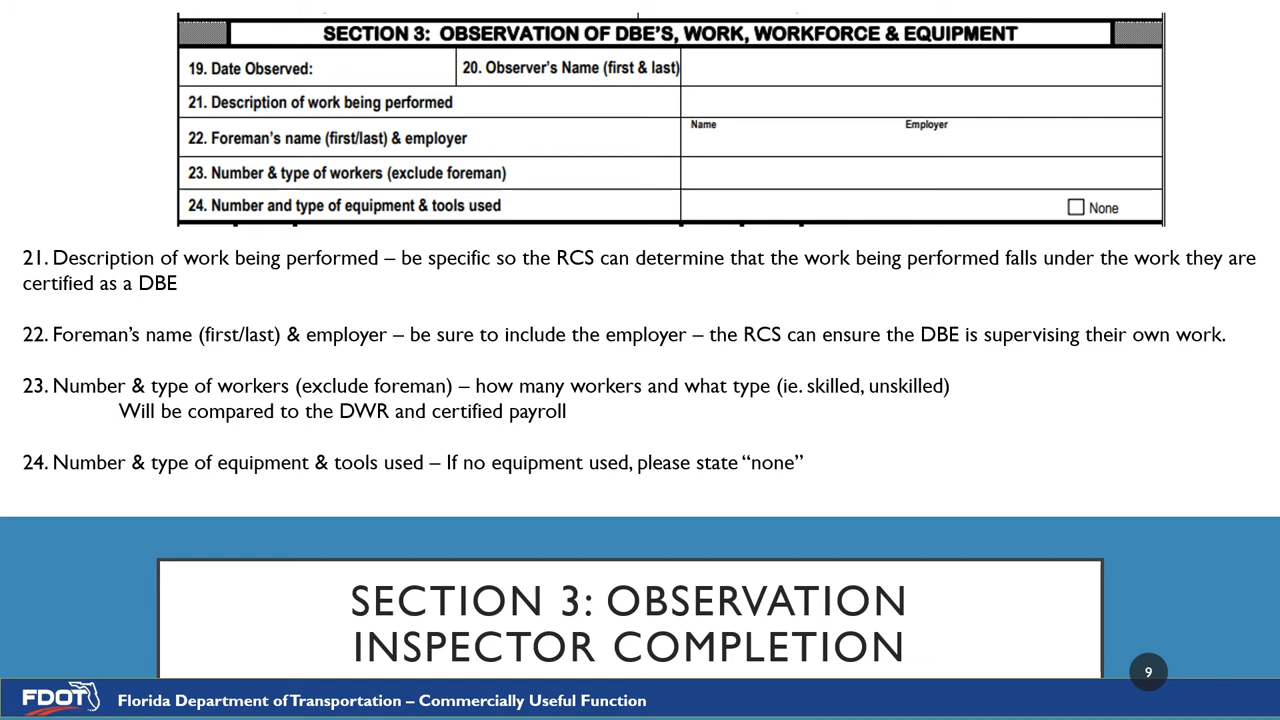 SECTION 3: OBSERVATION OF DBE'S, WORK, WORKFORCE & EQUIPMENT
19. Date Observed:
20. Observer's Name (first & last)
21. Description of work being performed
22. Foreman's name (first/last) & employer
Name
Employer
23. Number & type of workers (exclude foreman)
24. Number and type of equipment & tools used
None
21. Description of work being performed – be specific so the RCS can determine that the work being performed falls under the work they are
certified as a DBE
22. Foreman's name (first/last) & employer – be sure to include the employer – the RCS can ensure the DBE is supervising their own work.
23. Number & type of workers (exclude foreman) – how many workers and what type (ie. skilled, unskilled)
Will be compared to the DWR and certified payroll
24. Number & type of equipment & tools used – If no equipment used, please state “none”
SECTION 3: OBSERVATION
INSPECTOR COMPLETION
9
FDOT
Florida Department of Transportation – Commercially Useful Function